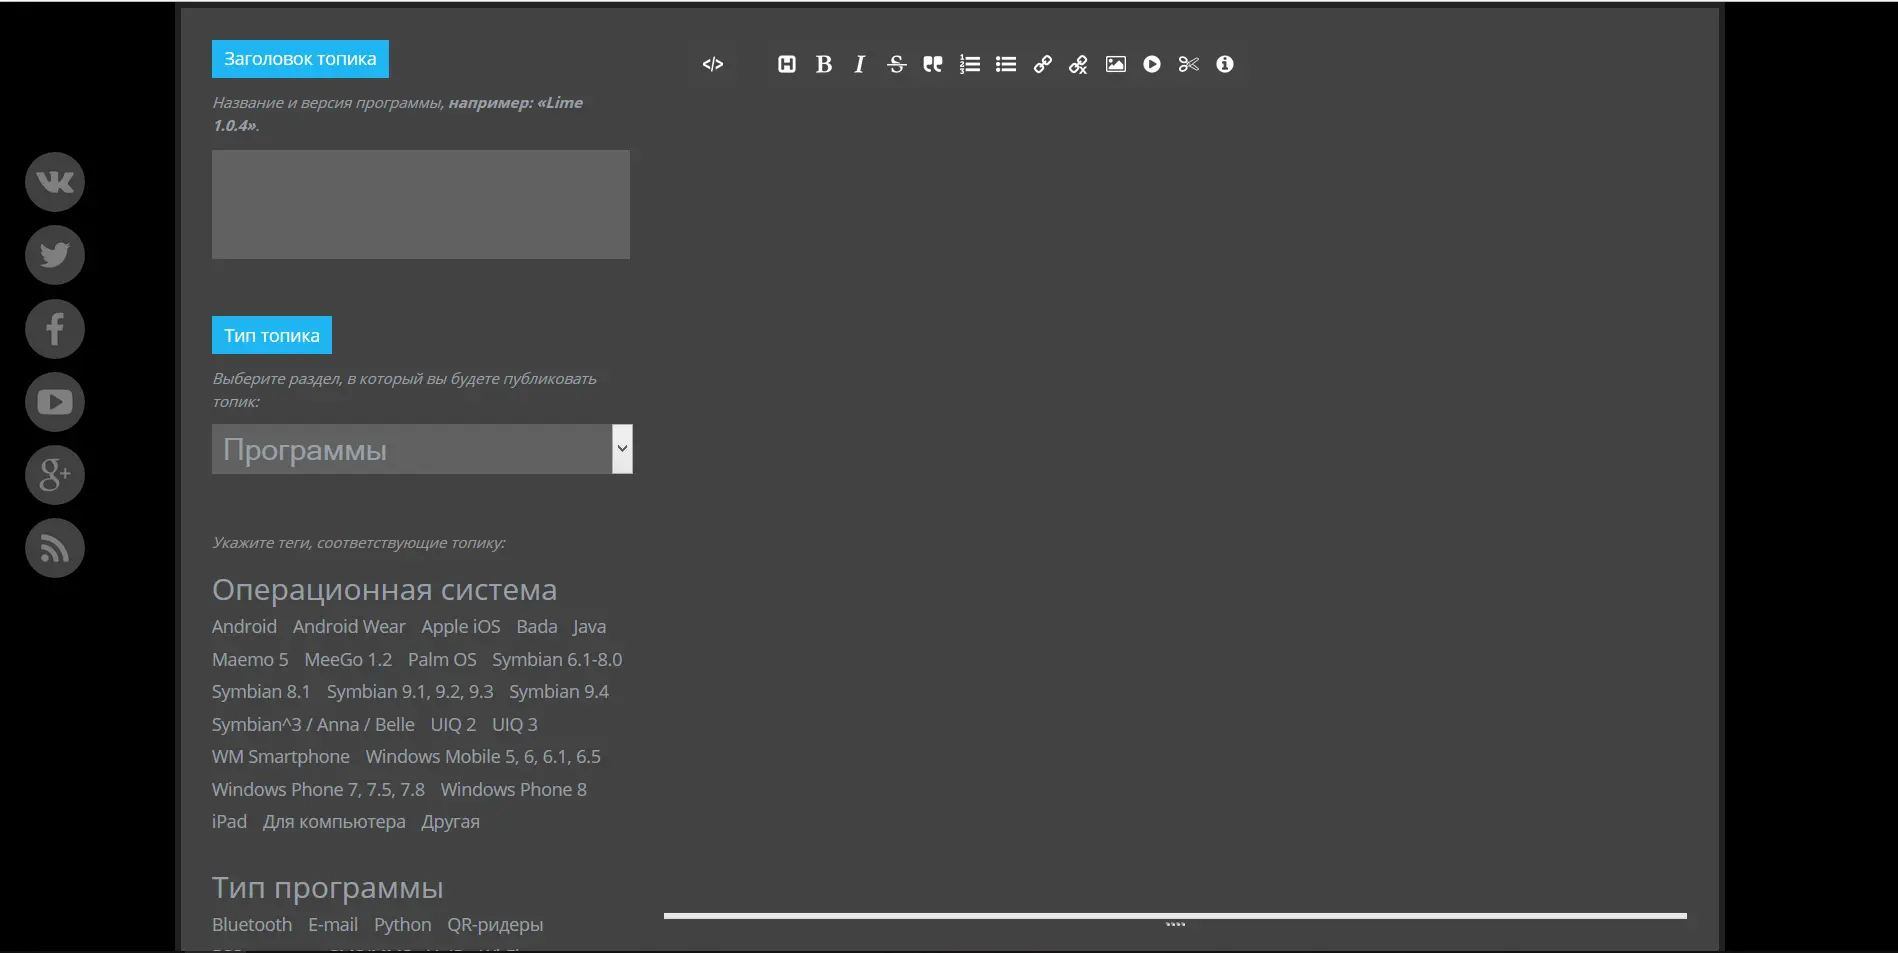 Заголовок топика
Название и версия программы, например: «Lime
1.0.4».
Тип топика
Выберите раздел, в который вы будете публиковать
топик:
Программы
Укажите теги, соответствующие топику:
Операционная система
Android Android Wear Apple iOS Bada Java
Maemo 5 MeeGo 1.2 Palm OS Symbian 6.1-8.0
Symbian 8.1 Symbian 9.1, 9.2, 9.3 Symbian 9.4
Symbian^3 / Anna / Belle UIQ 2 UIQ 3
WM Smartphone Windows Mobile 5, 6, 6.1, 6.5
Windows Phone 7, 7.5, 7.8 Windows Phone 8
iPad Для компьютера Другая
Тип программы
Bluetooth E-mail Python QR-ридеры